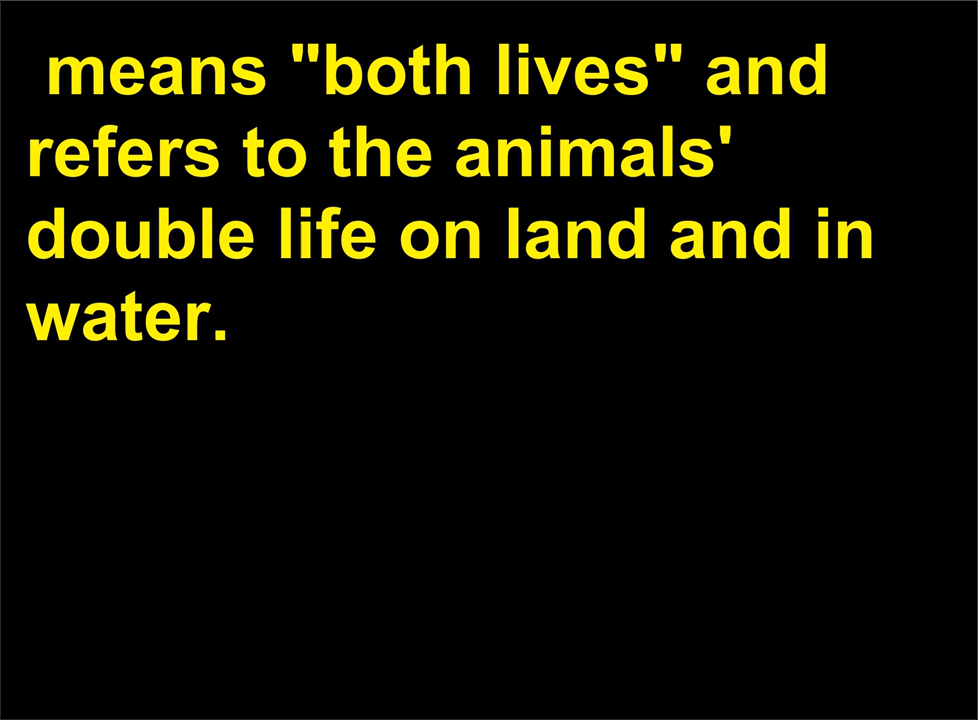 means "both lives" and
refers to the animals'
double life on land and in
water.